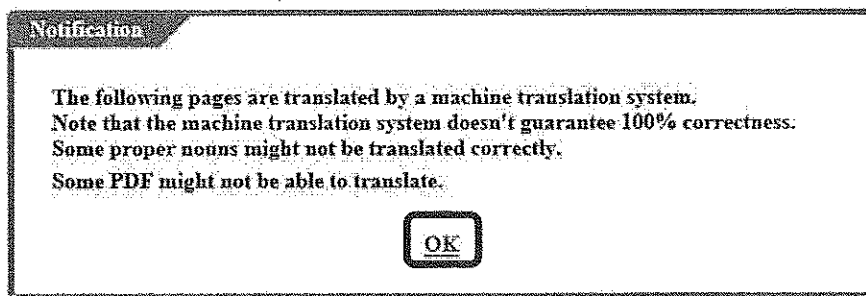 Notification
The following pages are translated by a machine translation system.
Note that the machine translation system doesn't guarantee 100% correctness.
Some proper nouns might not be translated correctly.
Some PDF might not be able to translate.
OK